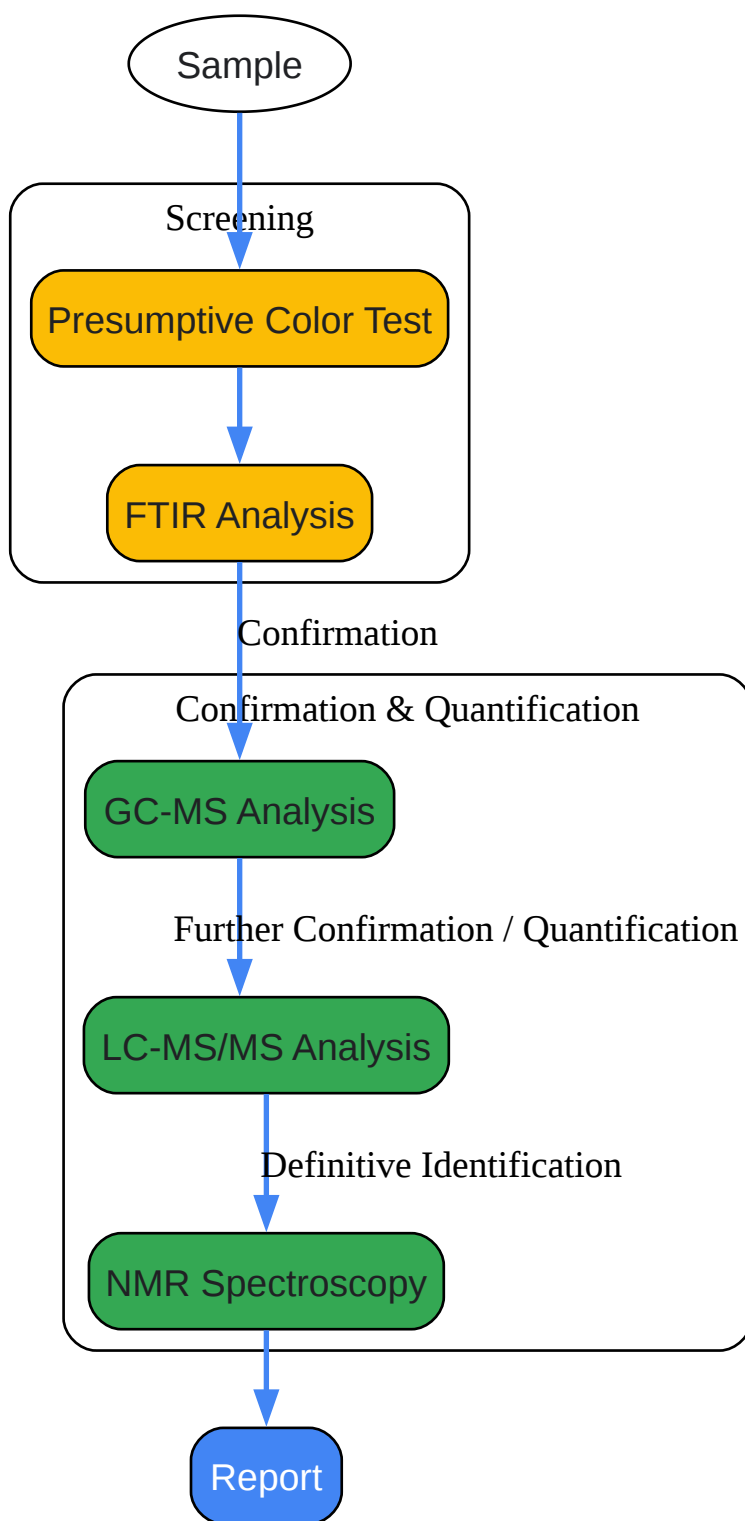 Sample
Screening
Presumptive Color Test
FTIR Analysis
Confirmation
Confirmation & Quantification
GC-MS Analysis
Further Confirmation / Quantification
LC-MS/MS Analysis
Definitive Identification
NMR Spectroscopy
Report